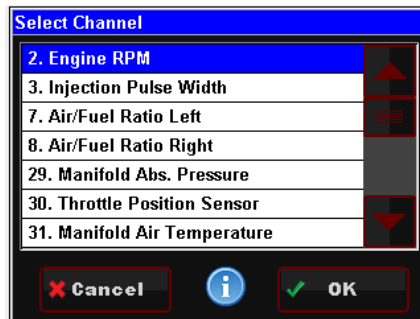 Select Channel
2. Engine RPM
3. Injection Pulse Width
7. Air/Fuel Ratio Left
8. Air/Fuel Ratio Right
29. Manifold Abs. Pressure
30. Throttle Position Sensor
31. Manifold Air Temperature
Cancel
OK